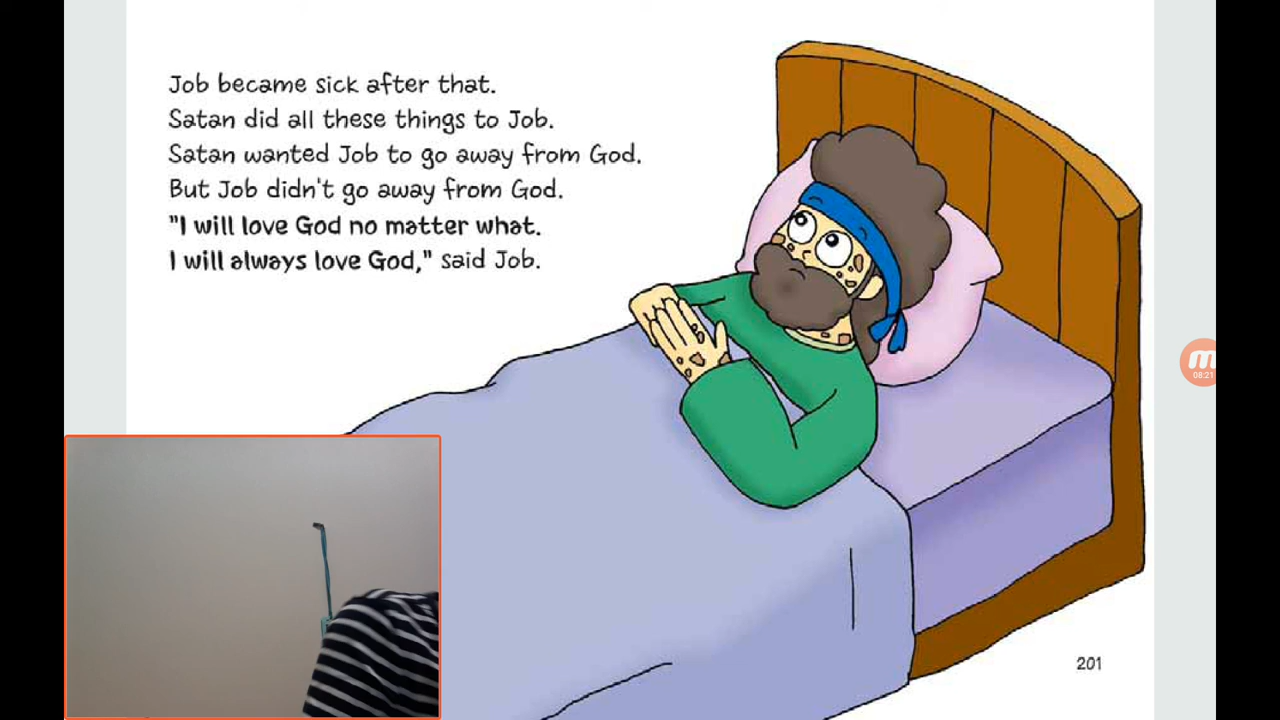 Job became sick after that.
Satan did all these things to Job.
Satan wanted Job to go away from God.
But Job didn't go away from God.
"I will love God no matter what.
I will always love God," said Job.
08:21
201